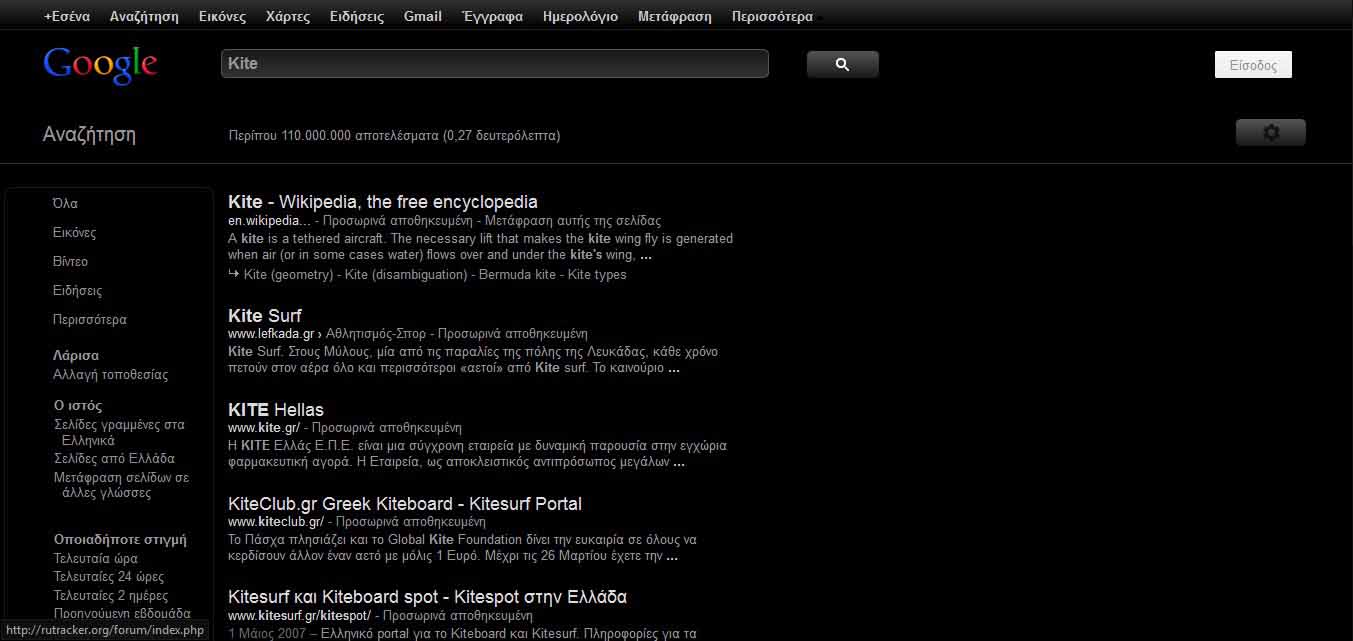 +Εσένα Αναζήτηση Εικόνες Χάρτες Ειδήσεις Gmail Έγγραφα Ημερολόγιο Μετάφραση Περισσότερα
Google Kite Είσοδος
Αναζήτηση Περίπου 110.000.000 αποτελέσματα (0,27 δευτερόλεπτα)
Όλα
Εικόνες
Βίντεο
Ειδήσεις
Περισσότερα
Λάρισα
Αλλαγή τοποθεσίας
Ο ιστός
Σελίδες γραμμένες στα
Ελληνικά
Σελίδες από Ελλάδα
Μετάφραση σελίδων σε
άλλες γλώσσες
Οποιαδήποτε στιγμή
Τελευταία ώρα
Τελευταίες 24 ώρες
Τελευταίες 2 ημέρες
Προηγούμενη εβδομάδα
Kite - Wikipedia, the free encyclopedia
en.wikipedia... - Προσωρινά αποθηκευμένη - Μετάφραση αυτής της σελίδας
A kite is a tethered aircraft. The necessary lift that makes the kite wing fly is generated
when air (or in some cases water) flows over and under the kite's wing, ...
↳ Kite (geometry) - Kite (disambiguation) - Bermuda kite - Kite types
Kite Surf
www.lefkada.gr › Αθλητισμός-Σπορ - Προσωρινά αποθηκευμένη
Kite Surf. Στους Μύλους, μία από τις παραλίες της πόλης της Λευκάδας, κάθε χρόνο
πετούν στον αέρα όλο και περισσότεροι «αετοί» από Kite surf. Το καινούριο ...
KITE Hellas
www.kite.gr/ - Προσωρινά αποθηκευμένη
Η KITE Ελλάς Ε.Π.Ε. είναι μια σύγχρονη εταιρεία με δυναμική παρουσία στην εγχώρια
φαρμακευτική αγορά. Η Εταιρεία, ως αποκλειστικός αντιπρόσωπος μεγάλων ...
KiteClub.gr Greek Kiteboard - Kitesurf Portal
www.kiteclub.gr/ - Προσωρινά αποθηκευμένη
Το Πάσχα πλησιάζει και το Global Kite Foundation δίνει την ευκαιρία σε όλους να
κερδίσουν άλλον έναν αετό με μόλις 1 Ευρό. Μέχρι τις 26 Μαρτίου έχετε την ...
Kitesurf και Kiteboard spot - Kitespot στην Ελλάδα
www.kitesurf.gr/kitespot/ - Προσωρινά αποθηκευμένη
1 Μάιος 2007 – Ελληνικό portal για το Kiteboard και Kitesurf. Πληροφορίες για τα
http://rutracker.org/forum/index.php